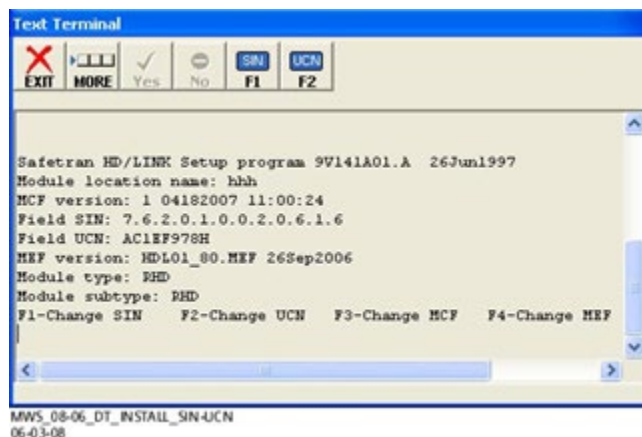 Text Terminal
SIN UCN
EXIT MORE Yes No F1 F2
Safetran HD/LINK Setup program 9V141A01.A 26Jun1997
Module location name: hhh
MCF version: 1 04182007 11:00:24
Field SIN: 7.6.2.0.1.0.0.2.0.6.1.6
Field UCN: AC1EF978H
MEF version: HDL01_80.MEF 26Sep2006
Module type: RHD
Module subtype: RHD
F1-Change SIN F2-Change UCN F3-Change MCF F4-Change MEF
MWS_08-06_DT_INSTALL_SIN-UCN
06-03-08